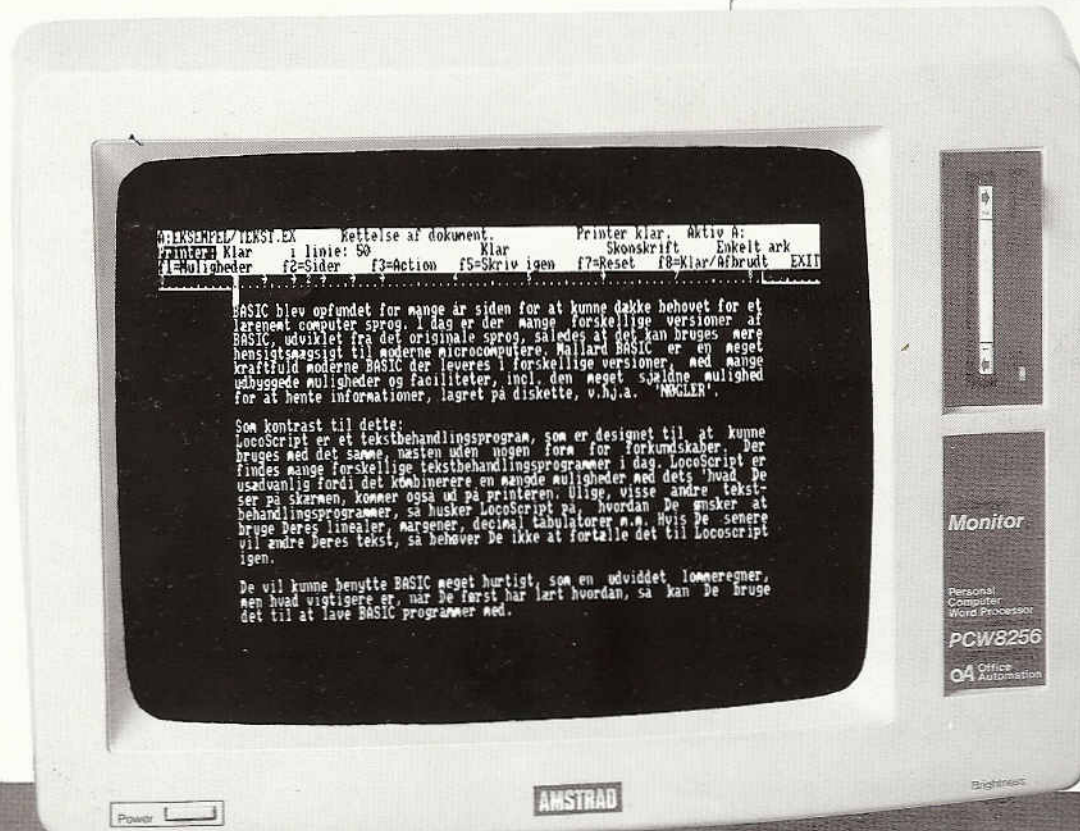 A:EKSEMPEL/TEKST.EX Rettelse af dokument. Printer klar. Aktiv A:
Printer: Klar i linie: 50 Klar Skønskrift Enkelt ark
f1=Muligheder f2=Sider f3=Action f5=Skriv igen f7=Reset f8=Klar/Afbrudt EXIT
BASIC blev opfundet for mange år siden for at kunne dække behovet for et
lærenemt computer sprog. I dag er der mange forskellige versioner af
BASIC, udviklet fra det originale sprog, således at det kan bruges mere
hensigtsmæssigt til moderne microcomputere. Mallard BASIC er en meget
kraftfuld moderne BASIC der leveres i forskellige versioner, med mange
udbyggede muligheder og faciliteter, incl. den meget sjældne mulighed
for at hente informationer, lagret på diskette, v.hj.a. 'NØGLER'.
Som kontrast til dette:
LocoScript er et tekstbehandlingsprogram, som er designet til at kunne
bruges med det samme, næsten uden nogen form for forkundskaber. Der
findes mange forskellige tekstbehandlingsprogrammer i dag. LocoScript er
usædvanlig fordi det kombinerere en mængde muligheder med dets 'hvad De
ser på skærmen, kommer også ud på printeren. Ulige, visse andre tekst-
behandlingsprogrammer, så husker LocoScript på, hvordan De ønsker at
bruge Deres linealer, margener, decimal tabulatorer m.m. Hvis De senere
vil ændre Deres tekst, så behøver De ikke at fortælle det til Locoscript
igen.
De vil kunne benytte BASIC meget hurtigt, som en udviddet lommeregner,
men hvad vigtigere er, når De først har lært hvordan, så kan De bruge
det til at lave BASIC programmer med.
Monitor
Personal
Computer
Word Processor
PCW8256
OA Office
Automation
Brightness
AMSTRAD
Power